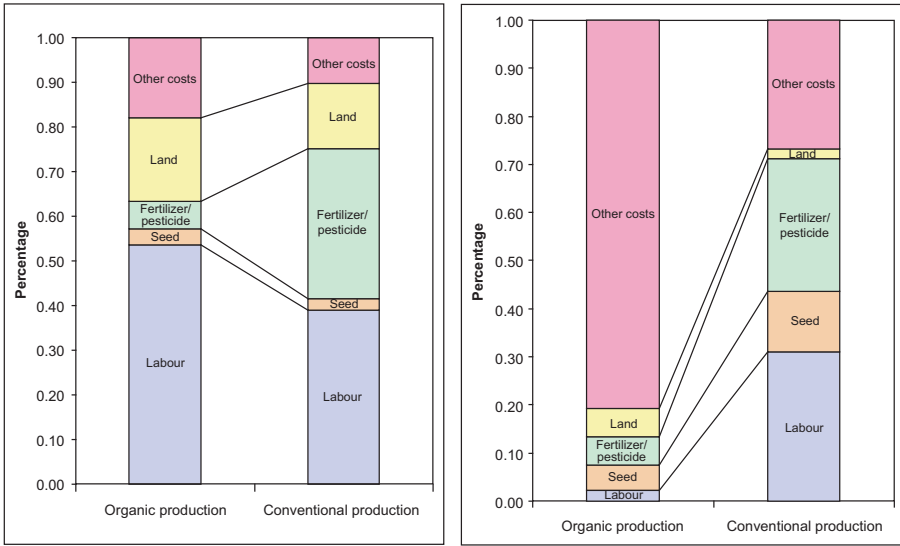 1.00
0.90
0.80
0.70
0.60
0.50
0.40
0.30
0.20
0.10
0.00
Percentage
Other costs
Land
Fertilizer/
pesticide
Seed
Labour
Other costs
Land
Fertilizer/
pesticide
Seed
Labour
Organic production
Conventional production
1.00
0.90
0.80
0.70
0.60
0.50
0.40
0.30
0.20
0.10
0.00
Percentage
Other costs
Land
Fertilizer/
pesticide
Seed
Labour
Other costs
Land
Fertilizer/
pesticide
Seed
Labour
Organic production
Conventional production